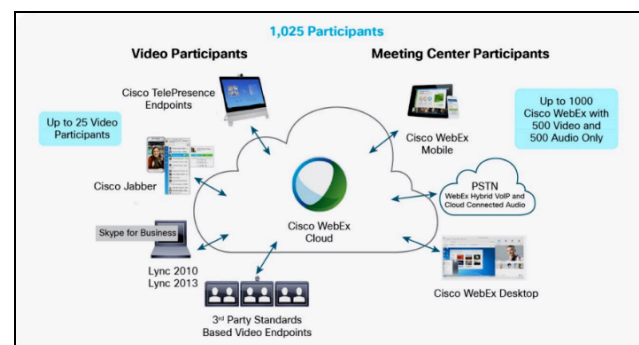 1,025 Participants
Video Participants
Meeting Center Participants
Cisco TelePresence
Endpoints
Up to 25 Video
Participants
Cisco Jabber
Skype for Business
Lync 2010
Lync 2013
3rd Party Standards
Based Video Endpoints
Cisco WebEx
Cloud
Cisco WebEx
Mobile
Up to 1000
Cisco WebEx with
500 Video and
500 Audio Only
PSTN
WebEx Hybrid VoIP and
Cloud Connected Audio
Cisco WebEx Desktop